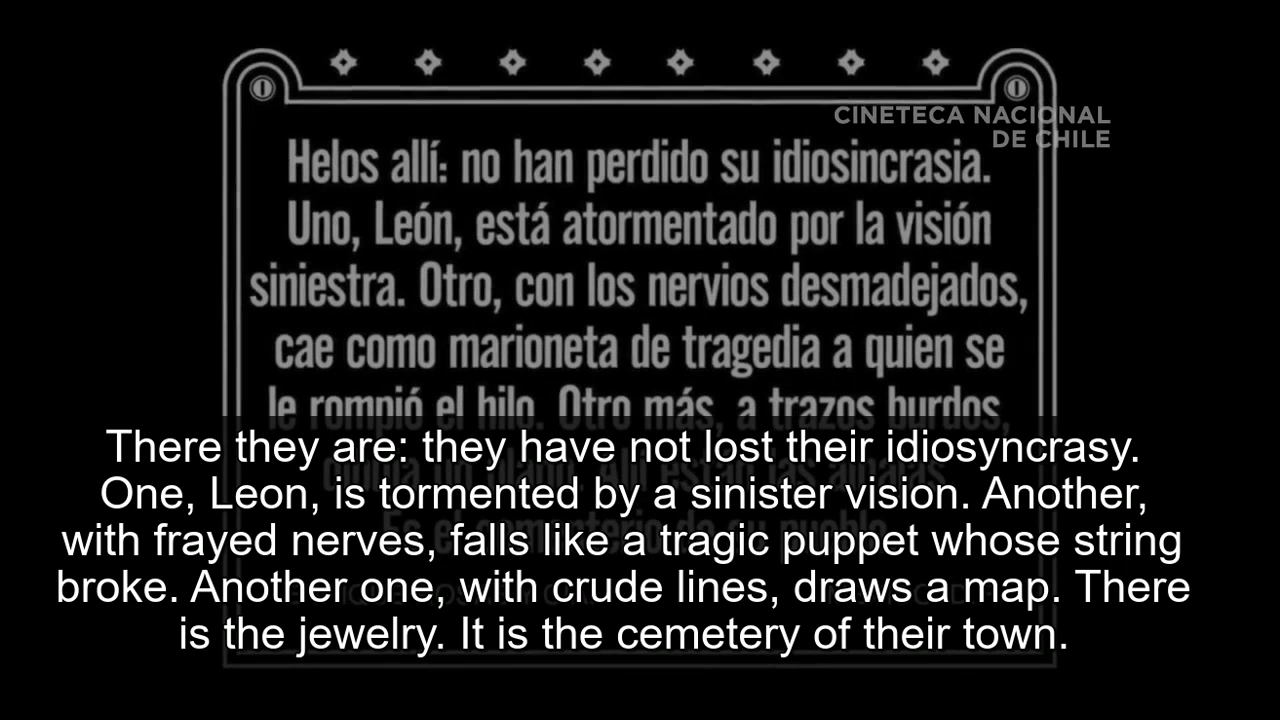 CINETECA NACIONAL
DE CHILE
Helos allí: no han perdido su idiosincrasia.
Uno, León, está atormentado por la visión
siniestra. Otro, con los nervios desmadejados,
cae como marioneta de tragedia a quien se
le rompió el hilo. Otro más, a trazos burdos,
There they are: they have not lost their idiosyncrasy.
One, Leon, is tormented by a sinister vision. Another,
with frayed nerves, falls like a tragic puppet whose string
broke. Another one, with crude lines, draws a map. There
is the jewelry. It is the cemetery of their town.